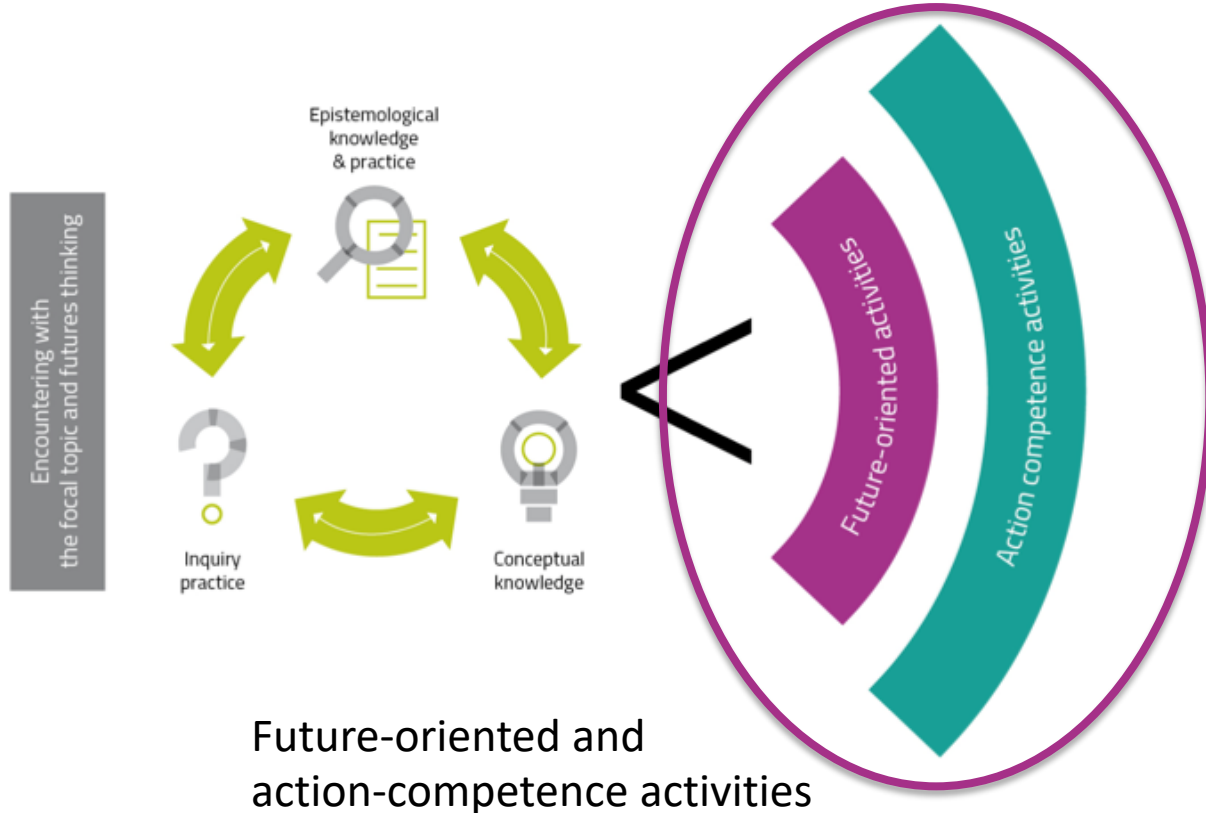 Encountering with
the focal topic and futures thinking
Epistemological
knowledge
& practice
Inquiry
practice
Conceptual
knowledge
<
Future-oriented activities
Action competence activities
Future-oriented and
action-competence activities